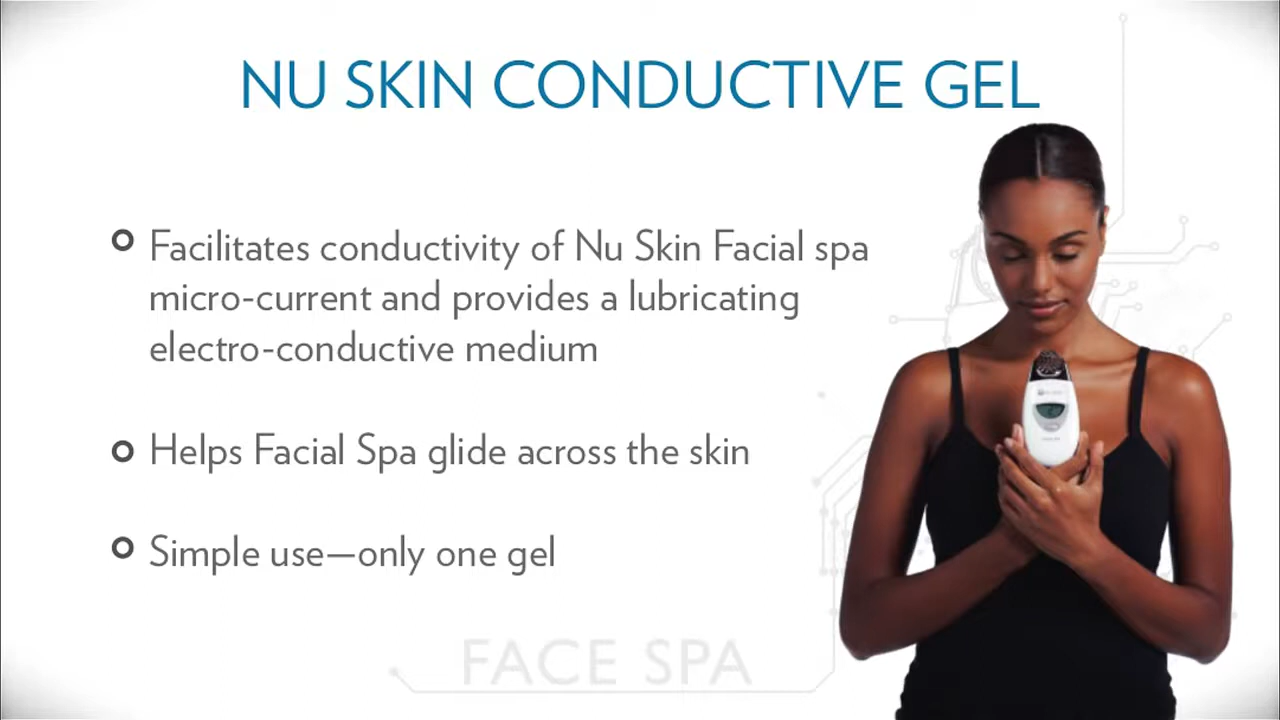 NU SKIN CONDUCTIVE GEL
Facilitates conductivity of Nu Skin Facial spa
micro-current and provides a lubricating
electro-conductive medium
Helps Facial Spa glide across the skin
Simple use—only one gel
FACE SPA